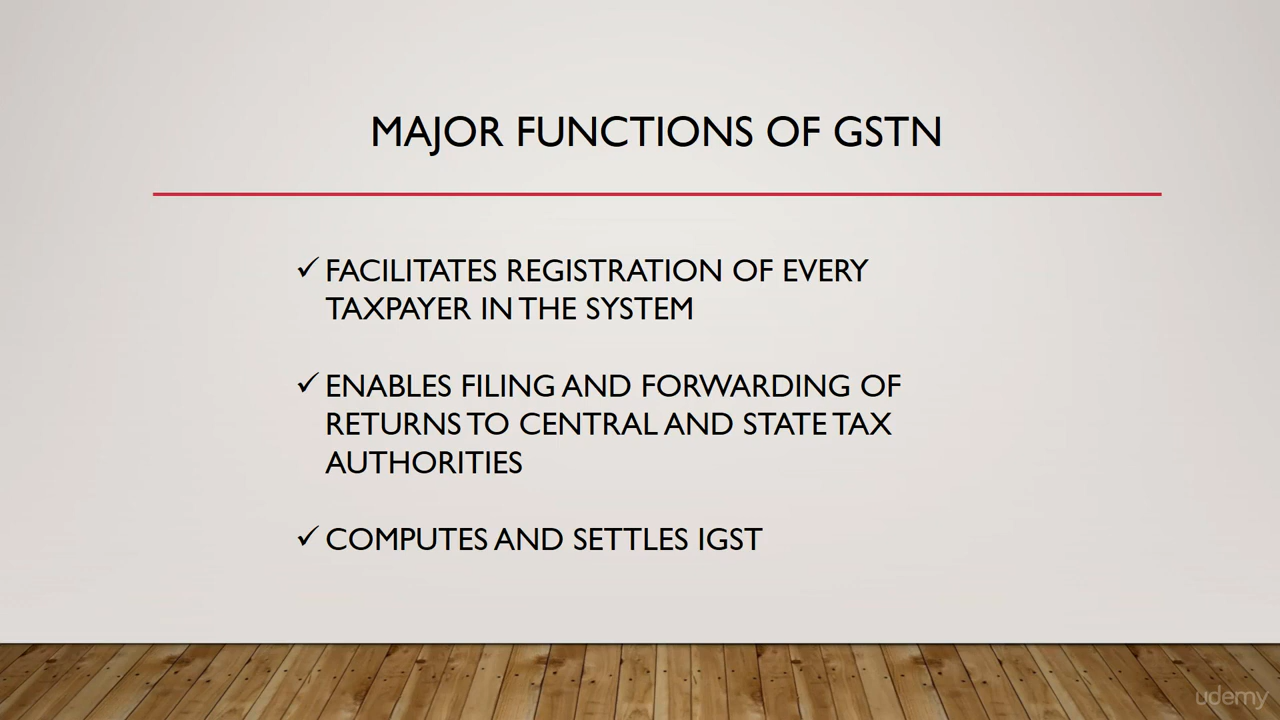 MAJOR FUNCTIONS OF GSTN
✓ FACILITATES REGISTRATION OF EVERY
TAXPAYER IN THE SYSTEM
✓ ENABLES FILING AND FORWARDING OF
RETURNS TO CENTRAL AND STATE TAX
AUTHORITIES
✓ COMPUTES AND SETTLES IGST
udemy